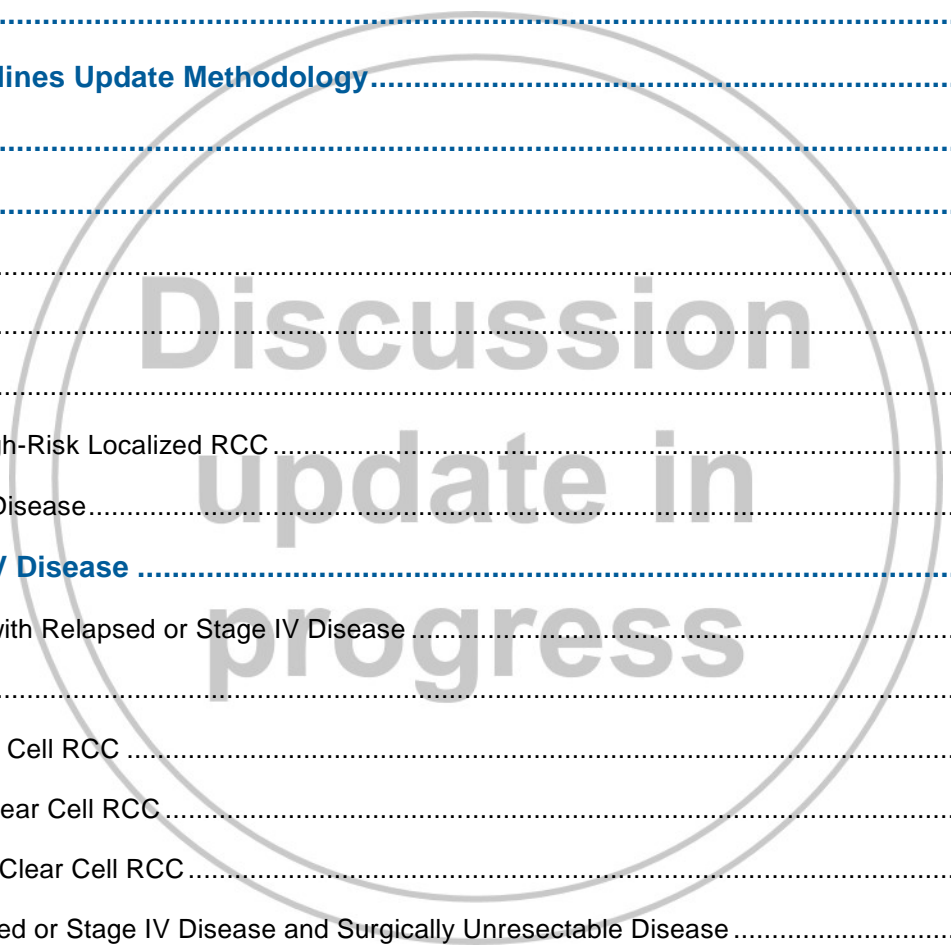 lines Update Methodology
Discussion
gh-Risk Localized RCC
update in
Disease
V Disease
with Relapsed or Stage IV Disease
progress
Cell RCC
lear Cell RCC
Clear Cell RCC
ed or Stage IV Disease and Surgically Unresectable Disease